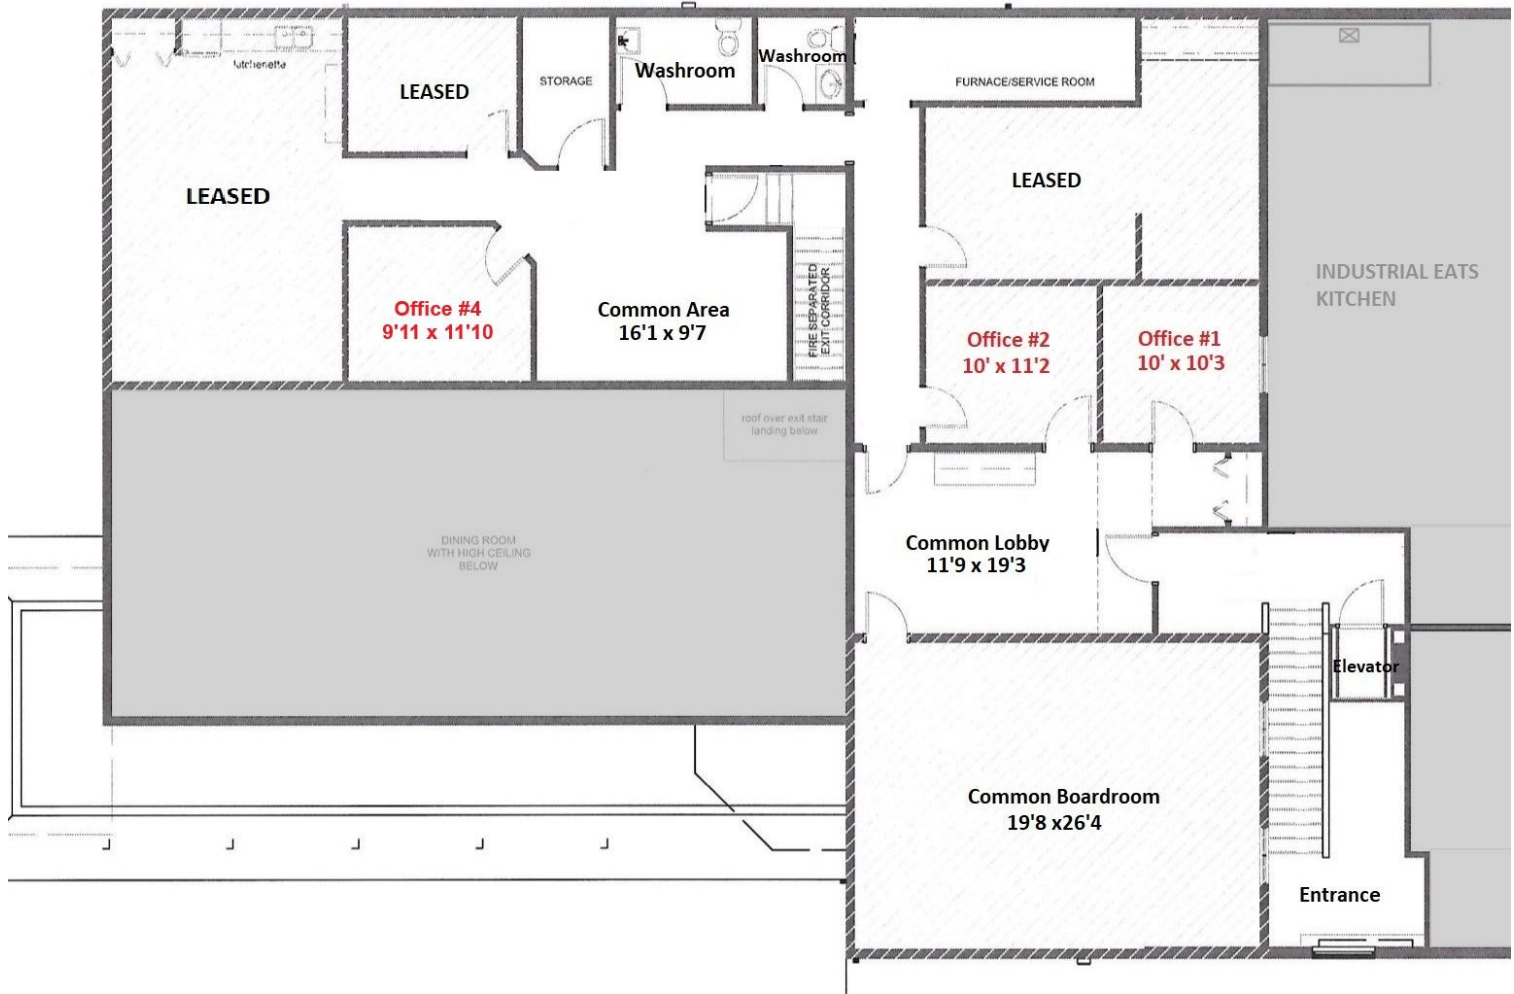 Kitchenette
LEASED
STORAGE
Washroom
Washroom
FURNACE/SERVICE ROOM
LEASED
LEASED
INDUSTRIAL EATS
KITCHEN
Office #4
9'11 x 11'10
Common Area
16'1 x 9'7
FIRE SEPARATED
EXIT CORRIDOR
Office #2
10' x 11'2
Office #1
10' x 10'3
roof over exit stair
landing below
DINING ROOM
WITH HIGH CEILING
BELOW
Common Lobby
11'9 x 19'3
Elevator
Common Boardroom
19'8 x26'4
Entrance